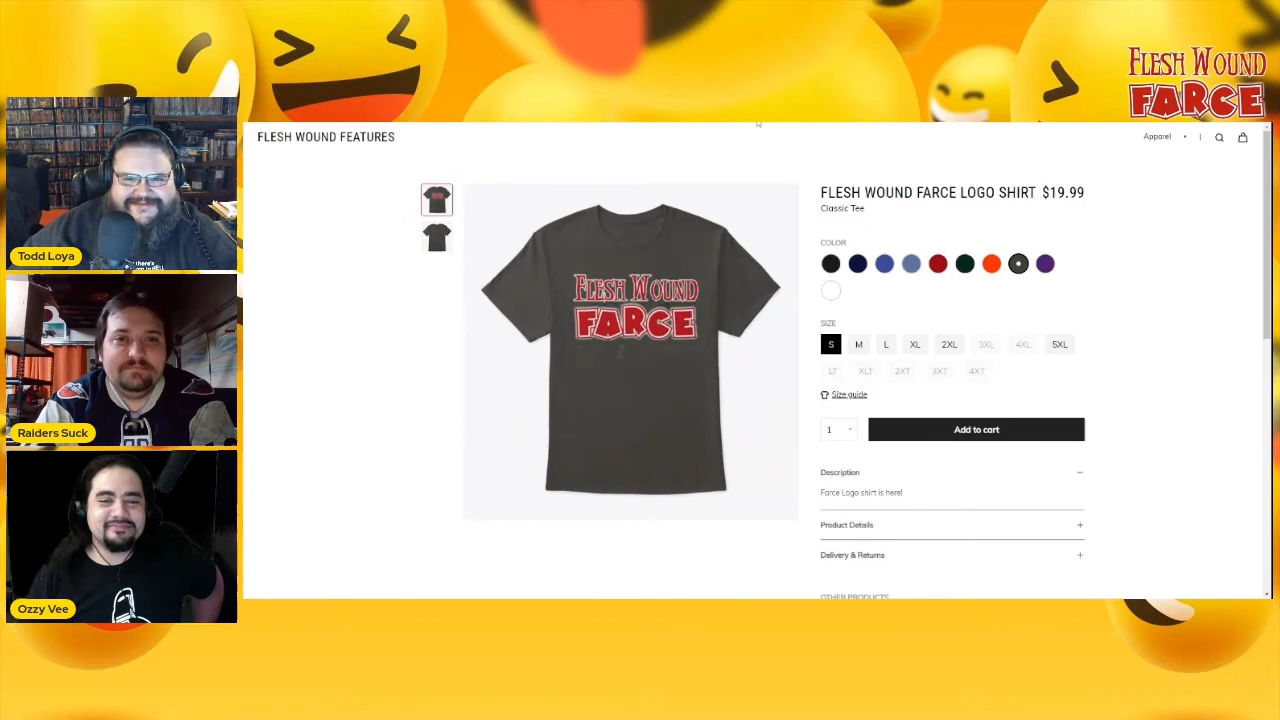 FLESH WOUND
FARCE
FLESH WOUND FEATURES
Apparel
FLESH WOUND FARCE LOGO SHIRT $19.99
Classic Tee
COLOR
FLESH WOUND
FARCE
SIZE
S M L XL 2XL 3XL 4XL 5XL
LT XLT 2XT 3XT 4XT
Size guide
1
Add to cart
Description
Farce Logo shirt is here!
Product Details
Delivery & Returns
OTHER PRODUCTS
Todd Loya
Raiders Suck
Ozzy Vee